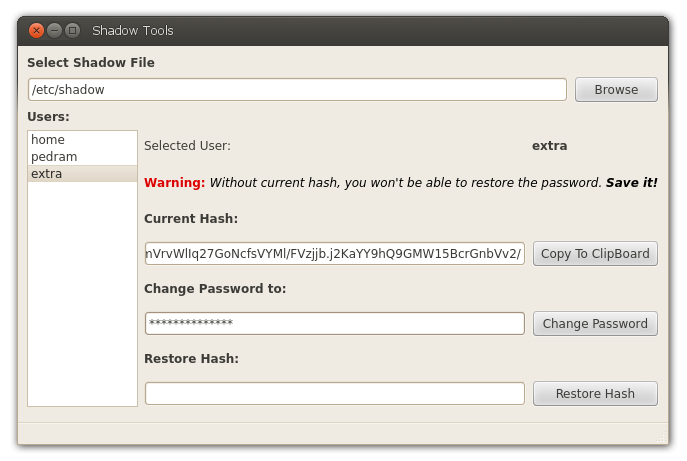 Shadow Tools
Select Shadow File
/etc/shadow
Browse
Users:
home
pedram
extra
Selected User:
extra
Warning: Without current hash, you won't be able to restore the password. Save it!
Current Hash:
mVrvWlIq27GoNcfsVYMl/FVzjjb.j2KaYY9hQ9GMW15BcrGnbVv2/
Copy To ClipBoard
Change Password to:
**************
Change Password
Restore Hash:
Restore Hash